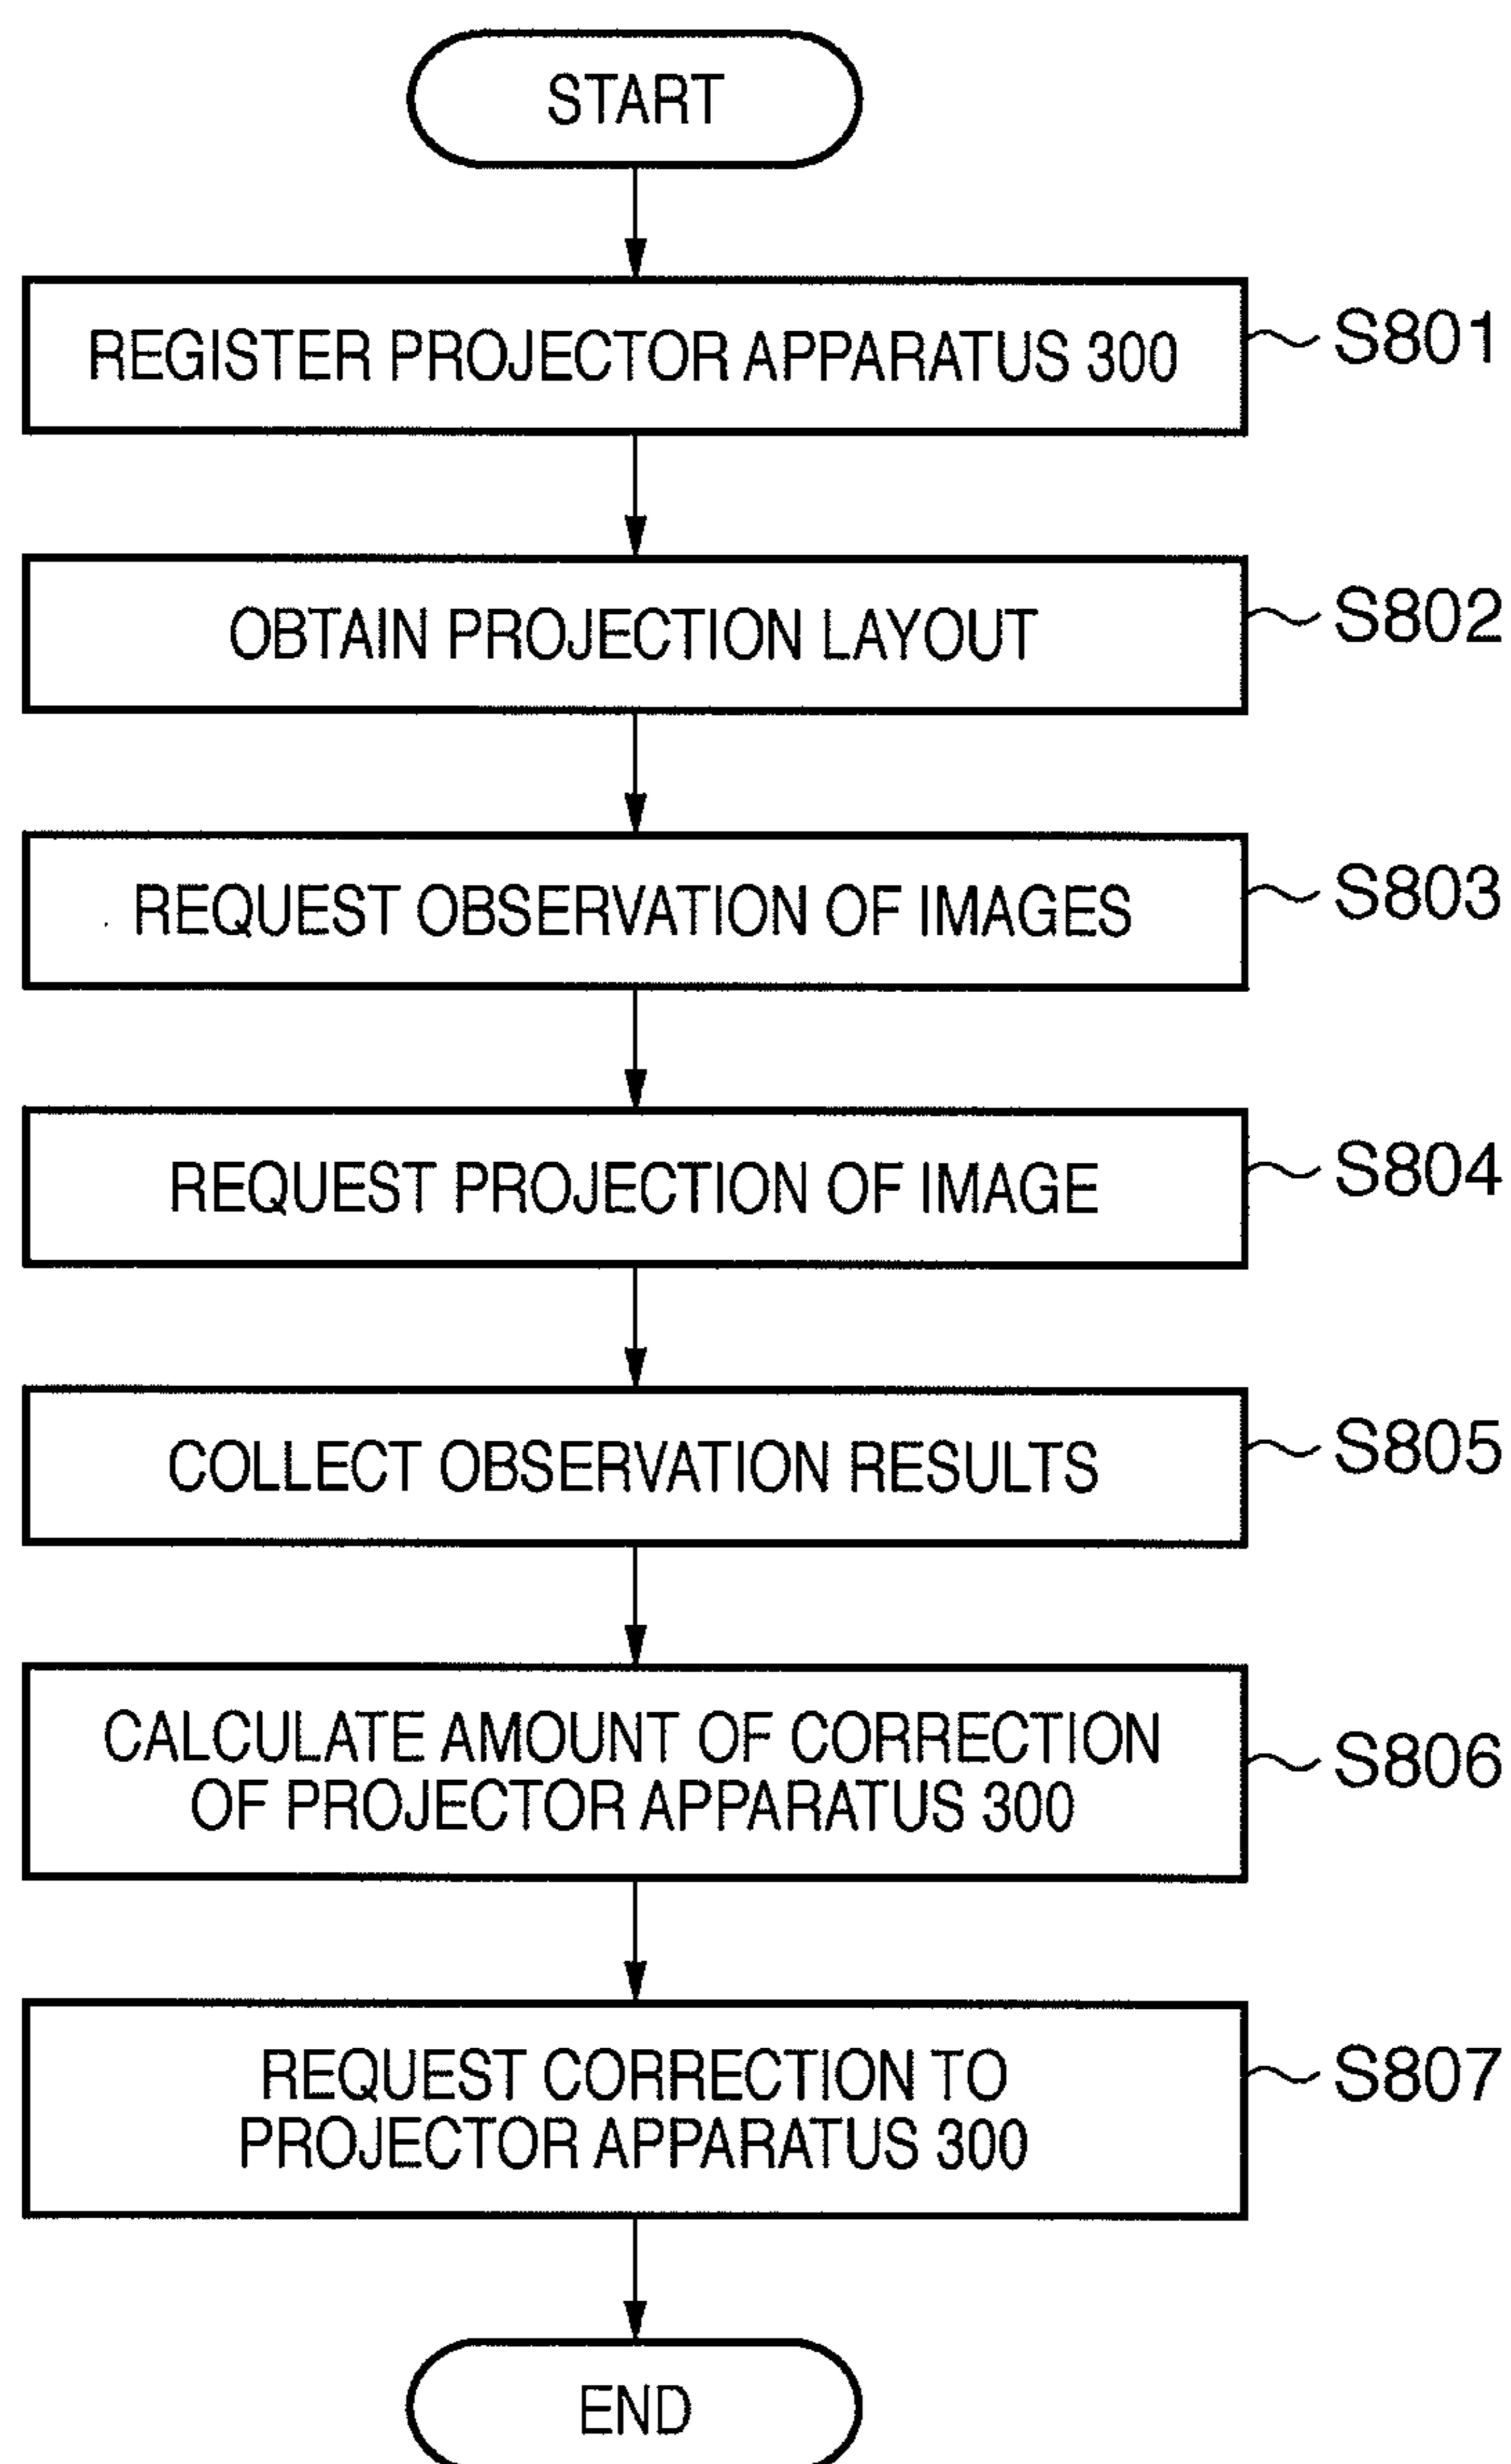 START
REGISTER PROJECTOR APPARATUS 300
S801
OBTAIN PROJECTION LAYOUT
S802
REQUEST OBSERVATION OF IMAGES
S803
REQUEST PROJECTION OF IMAGE
S804
COLLECT OBSERVATION RESULTS
S805
CALCULATE AMOUNT OF CORRECTION
OF PROJECTOR APPARATUS 300
S806
REQUEST CORRECTION TO
PROJECTOR APPARATUS 300
S807
END